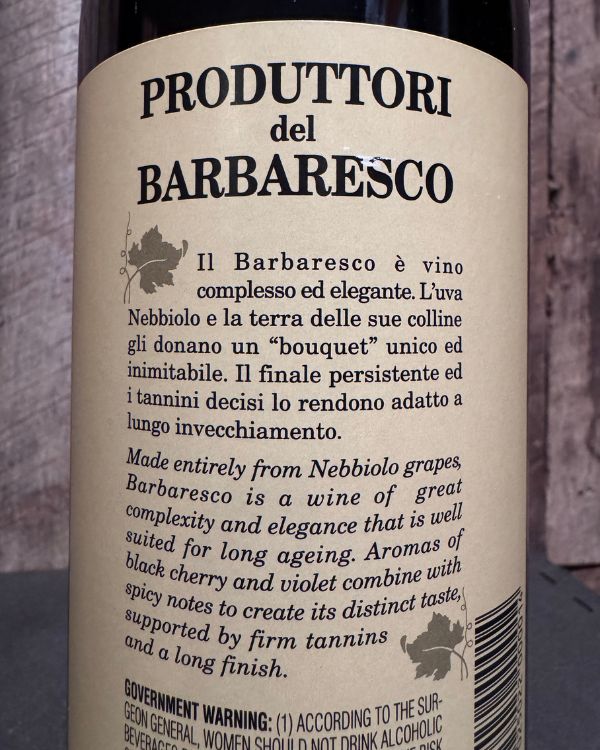 PRODUTTORI
del
BARBARESCO
Il Barbaresco è vino
complesso ed elegante. L'uva
Nebbiolo e la terra delle sue colline
gli donano un "bouquet" unico ed
inimitabile. Il finale persistente ed
i tannini decisi lo rendono adatto a
lungo invecchiamento.
Made entirely from Nebbiolo grapes,
Barbaresco is a wine of great
complexity and elegance that is well
suited for long ageing. Aromas of
black cherry and violet combine with
spicy notes to create its distinct taste,
supported by firm tannins
and a long finish.
GOVERNMENT WARNING: (1) ACCORDING TO THE SUR-
GEON GENERAL, WOMEN SHOULD NOT DRINK ALCOHOLIC
BEVERAGES RISK